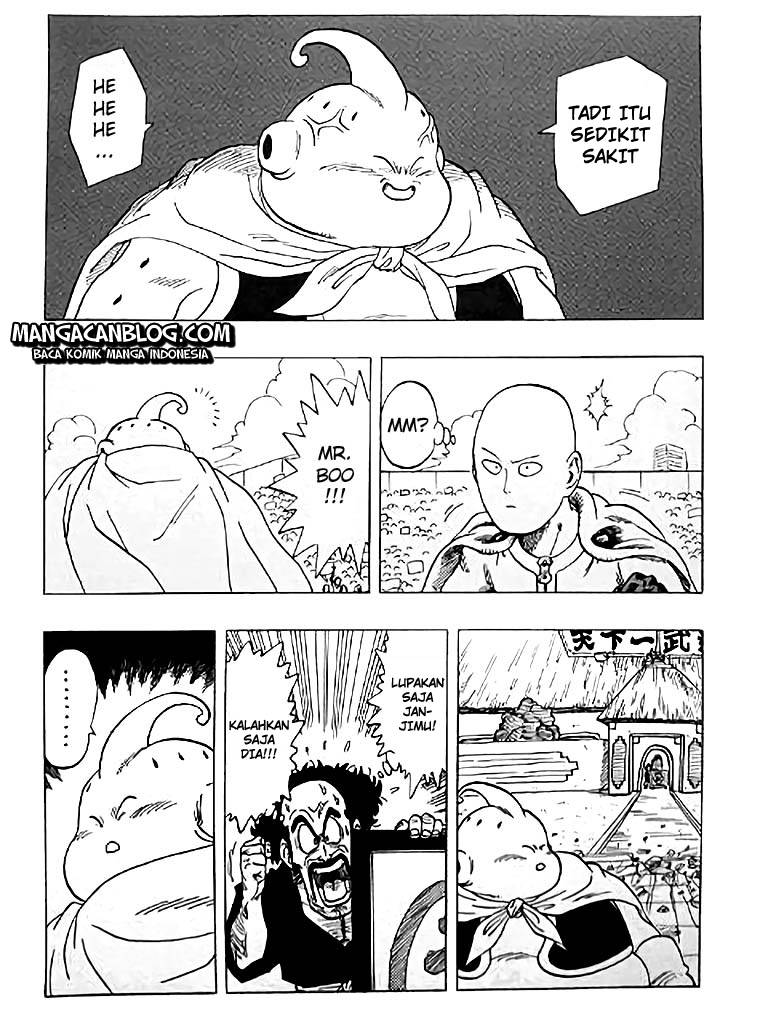 TADI ITU
SEDIKIT
SAKIT
HE
HE
HE
...
MANGACANBLOG.COM
BACA KOMIK MANGA INDONESIA
MM?
MR.
BOO
!!!
天下一武
LUPAKAN
SAJA
JAN-
JIMU!
KALAHKAN
SAJA
DIA!!!
........